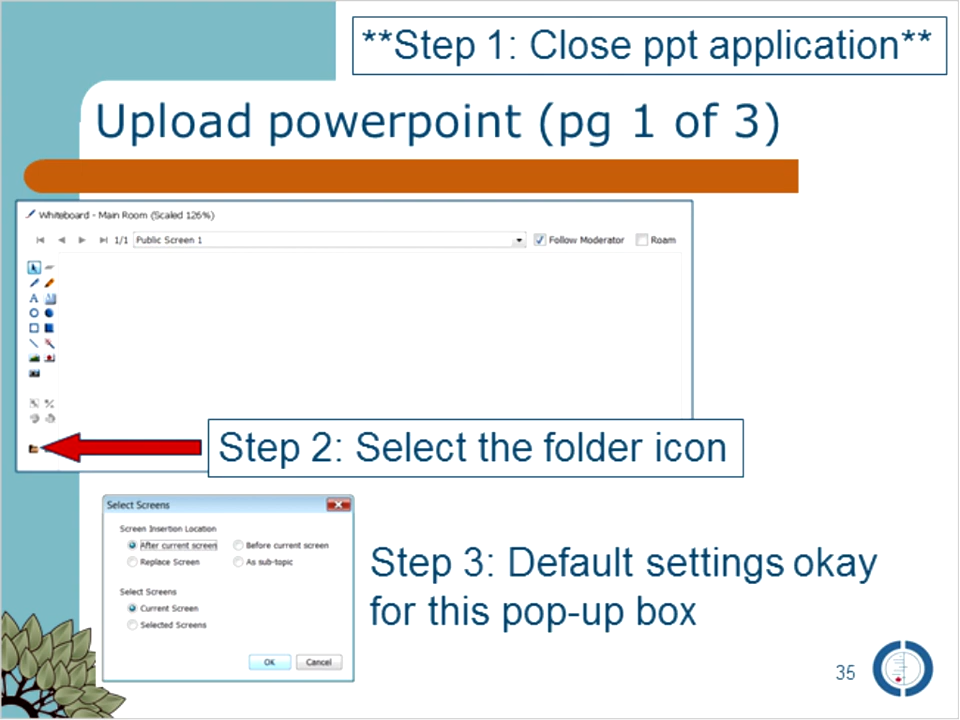 **Step 1: Close ppt application**
Upload powerpoint (pg 1 of 3)
Whiteboard - Main Room (Scaled 126%)
1/1 Public Screen 1 Follow Moderator Roam
A A
Step 2: Select the folder icon
Select Screens
Screen Insertion Location
After current screen Before current screen
Replace Screen As sub-topic
Select Screens
Current Screen
Selected Screens
OK Cancel
Step 3: Default settings okay
for this pop-up box
35